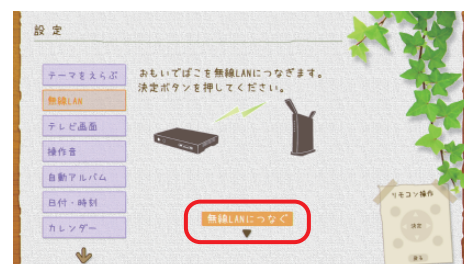 設定
テーマをえらぶ
無線LAN
テレビ画面
操作音
自動アルバム
日付・時刻
カレンダー
おもいでばこを無線LANにつなぎます。
決定ボタンを押してください。
無線LANにつなぐ
リモコン操作
決定
戻る